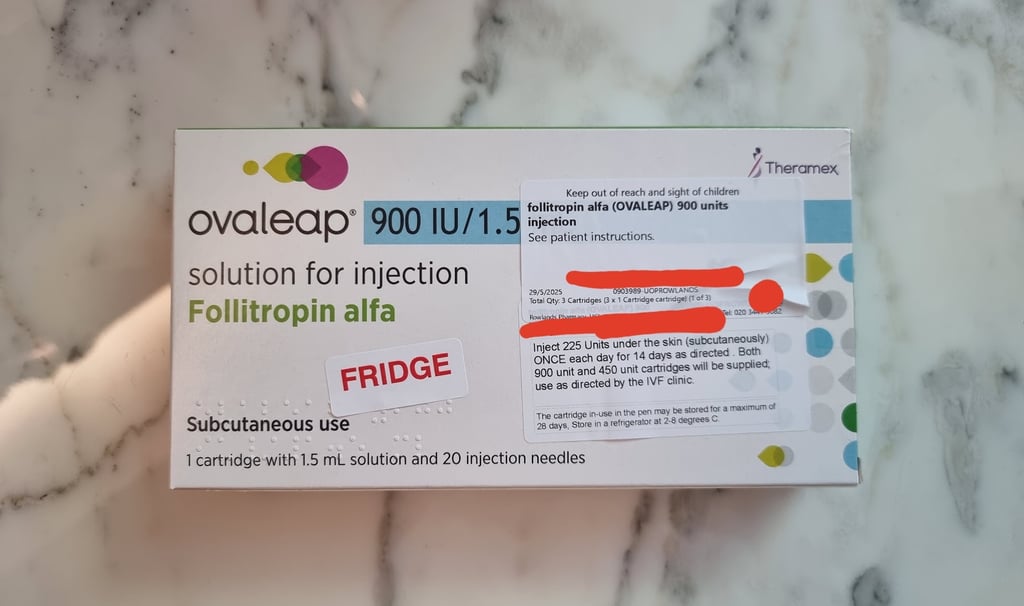 Theramex
ovaleap® 900 IU/1.5
solution for injection
Follitropin alfa
FRIDGE
Subcutaneous use
1 cartridge with 1.5 mL solution and 20 injection needles
Keep out of reach and sight of children
follitropin alfa (OVALEAP) 900 units
injection
See patient instructions.
29/5/2025 0903989-UOPROWLANDS
Total Qty: 3 Cartridges (3 x 1 Cartridge cartridge) (1 of 3)
Rowlands Tel: 020
Inject 225 Units under the skin (subcutaneously)
ONCE each day for 14 days as directed . Both
900 unit and 450 unit cartridges will be supplied;
use as directed by the IVF clinic.
The cartridge in-use in the pen may be stored for a maximum of
28 days, Store in a refrigerator at 2-8 degrees C.